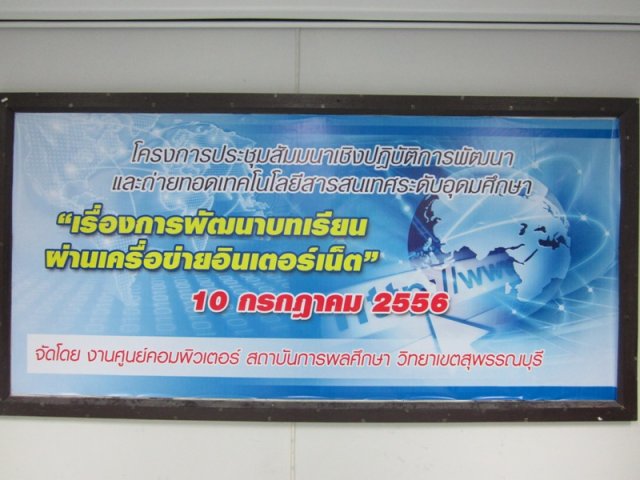 โครงการประชุมสัมมนาเชิงปฏิบัติการพัฒนา
และถ่ายทอดเทคโนโลยีสารสนเทศระดับอุดมศึกษา
“เรื่องการพัฒนาบทเรียน
ผ่านเครื่อข่ายอินเตอร์เน็ต”
10 กรกฎาคม 2556
http://www
จัดโดย งานศูนย์คอมพิวเตอร์ สถาบันการพลศึกษา วิทยาเขตสุพรรณบุรี